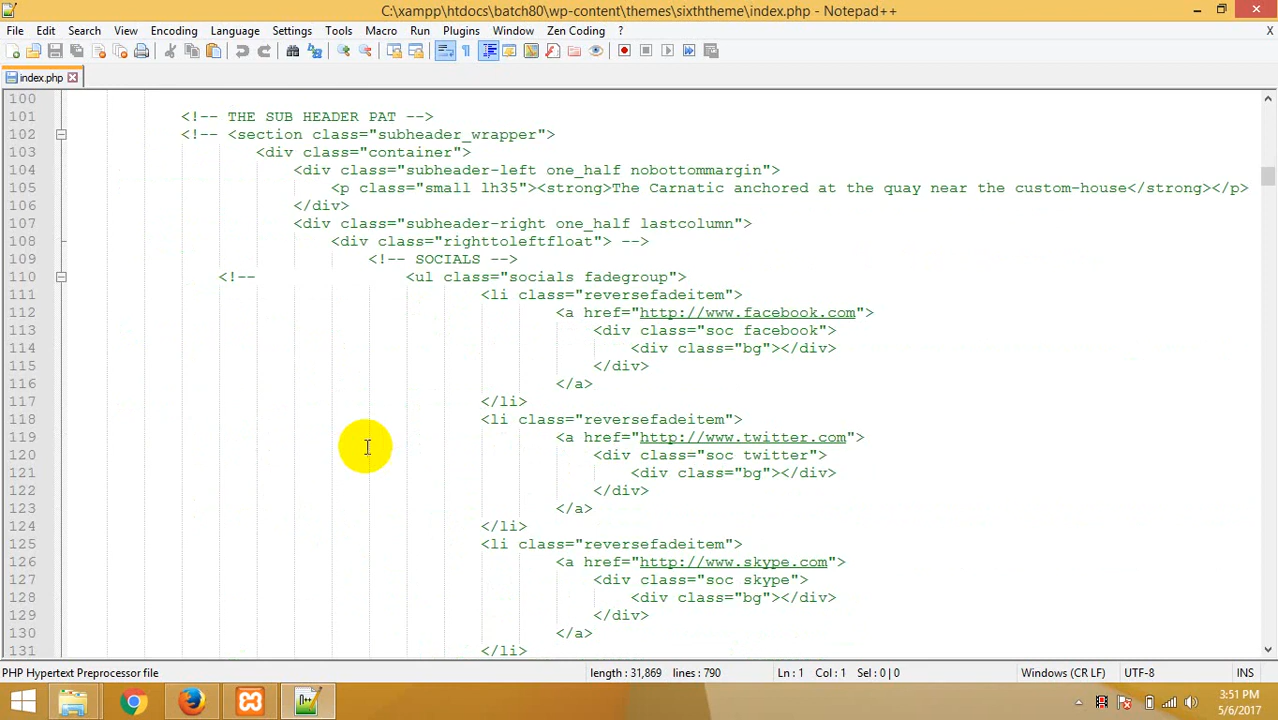 C:\xampp\htdocs\batch80\wp-content\themes\sixththeme\index.php - Notepad++
File Edit Search View Encoding Language Settings Tools Macro Run Plugins Window Zen Coding ? X
index.php
100
101 <!-- THE SUB HEADER PAT -->
102 <!-- <section class="subheader_wrapper">
103 <div class="container">
104 <div class="subheader-left one_half nobottommargin">
105 <p class="small lh35"><strong>The Carnatic anchored at the quay near the custom-house</strong></p>
106 </div>
107 <div class="subheader-right one_half lastcolumn">
108 <div class="righttoleftfloat"> -->
109 <!-- SOCIALS -->
110 <!-- <ul class="socials fadegroup">
111 <li class="reversefadeitem">
112 <a href="http://www.facebook.com">
113 <div class="soc facebook">
114 <div class="bg"></div>
115 </div>
116 </a>
117 </li>
118 <li class="reversefadeitem">
119 <a href="http://www.twitter.com">
120 <div class="soc twitter">
121 <div class="bg"></div>
122 </div>
123 </a>
124 </li>
125 <li class="reversefadeitem">
126 <a href="http://www.skype.com">
127 <div class="soc skype">
128 <div class="bg"></div>
129 </div>
130 </a>
131 </li>
PHP Hypertext Preprocessor file length : 31,869 lines : 790 Ln : 1 Col : 1 Sel : 0 | 0 Windows (CR LF) UTF-8 INS
3:51 PM
5/6/2017